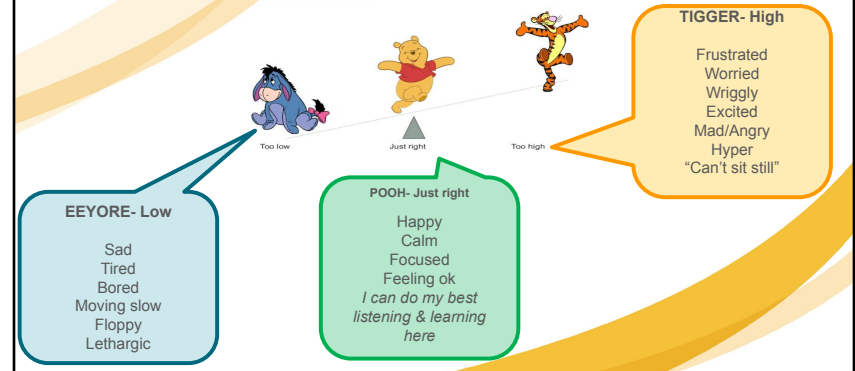 Too low
Just right
Too high
TIGGER- High
Frustrated
Worried
Wriggly
Excited
Mad/Angry
Hyper
“Can’t sit still”
EEYORE- Low
Sad
Tired
Bored
Moving slow
Floppy
Lethargic
POOH- Just right
Happy
Calm
Focused
Feeling ok
I can do my best
listening & learning
here